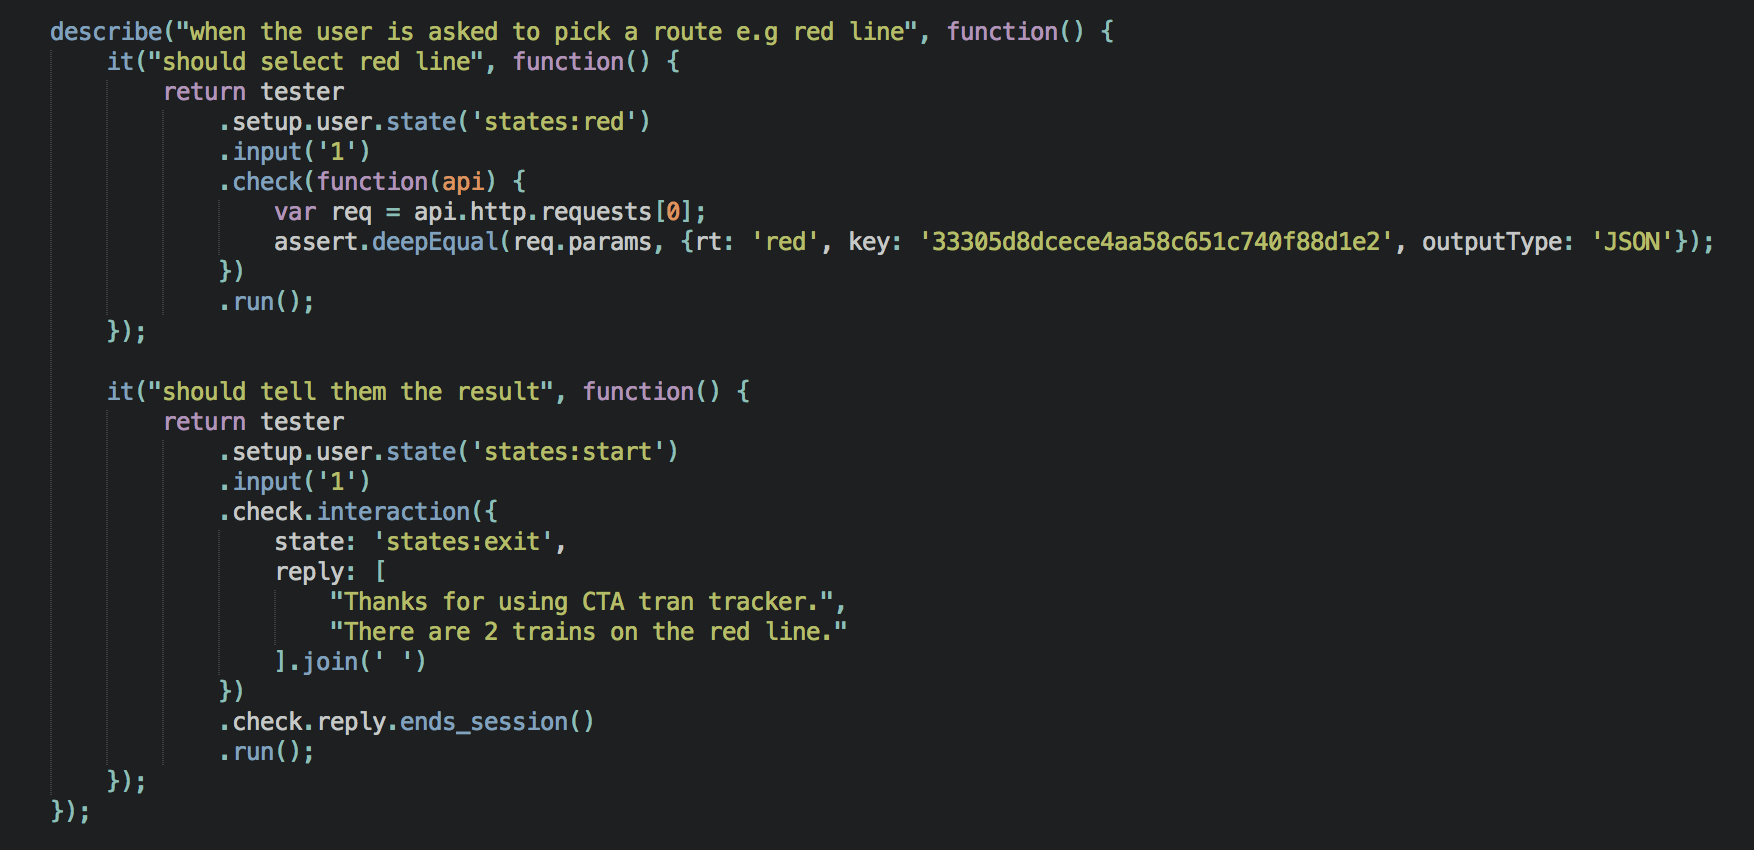 describe("when the user is asked to pick a route e.g red line", function() {
    it("should select red line", function() {
        return tester
            .setup.user.state('states:red')
            .input('1')
            .check(function(api) {
                var req = api.http.requests[0];
                assert.deepEqual(req.params, {rt: 'red', key: '33305d8dcece4aa58c651c740f88d1e2', outputType: 'JSON'});
            })
            .run();
    });

    it("should tell them the result", function() {
        return tester
            .setup.user.state('states:start')
            .input('1')
            .check.interaction({
                state: 'states:exit',
                reply: [
                    "Thanks for using CTA tran tracker.",
                    "There are 2 trains on the red line."
                ].join(' ')
            })
            .check.reply.ends_session()
            .run();
    });
});